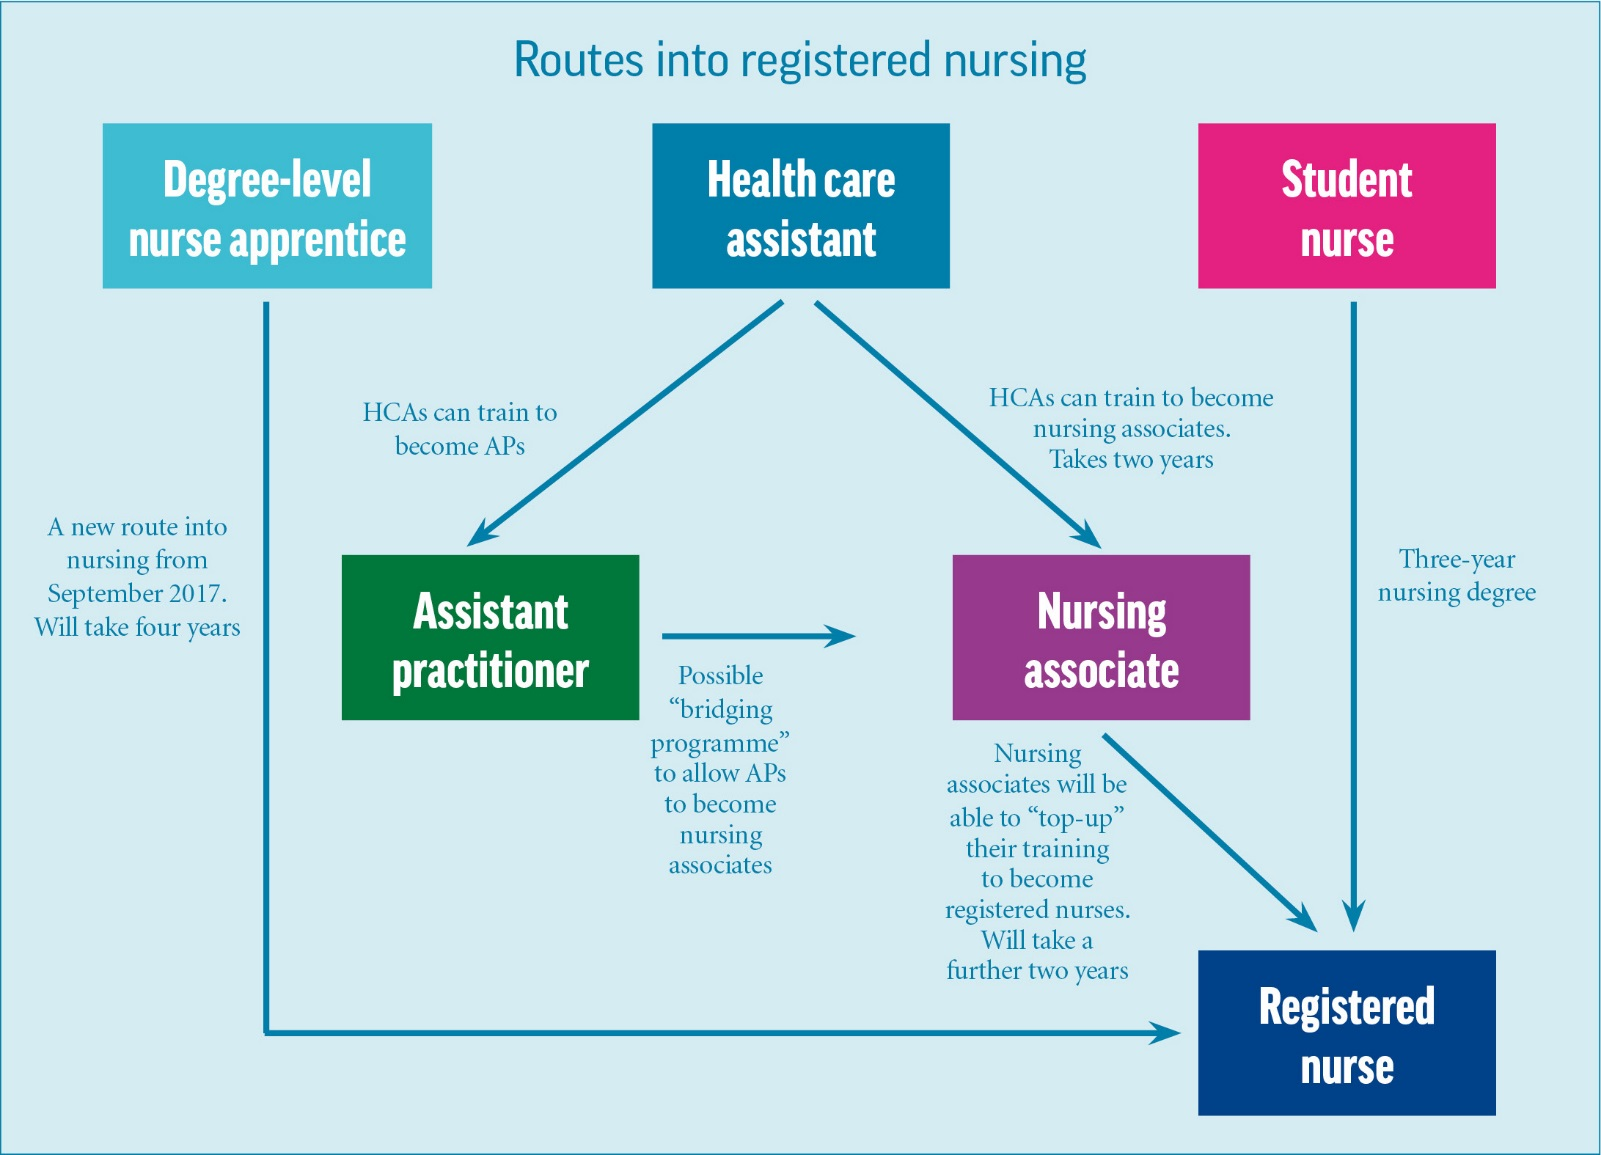 Routes into registered nursing
Degree-level
nurse apprentice
Health care
assistant
Student
nurse
HCAs can train to
become APs
HCAs can train to become
nursing associates.
Takes two years
A new route into
nursing from
September 2017.
Will take four years
Three-year
nursing degree
Assistant
practitioner
Nursing
associate
Possible
“bridging
programme”
to allow APs
to become
nursing
associates
Nursing
associates will be
able to “top-up”
their training
to become
registered nurses.
Will take a
further two years
Registered
nurse